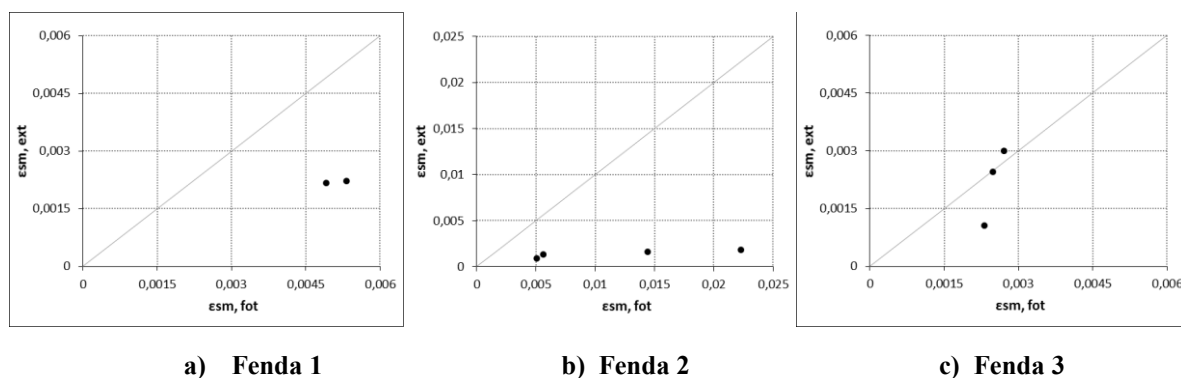 0,006
0,0045
0,003
0,0015
0
εsm, ext
0 0,0015 0,003 0,0045 0,006
εsm, fot
0,025
0,02
0,015
0,01
0,005
0
εsm, ext
0 0,005 0,01 0,015 0,02 0,025
εsm, fot
0,006
0,0045
0,003
0,0015
0
εsm, ext
0 0,0015 0,003 0,0045 0,006
εsm, fot
a) Fenda 1
b) Fenda 2
c) Fenda 3